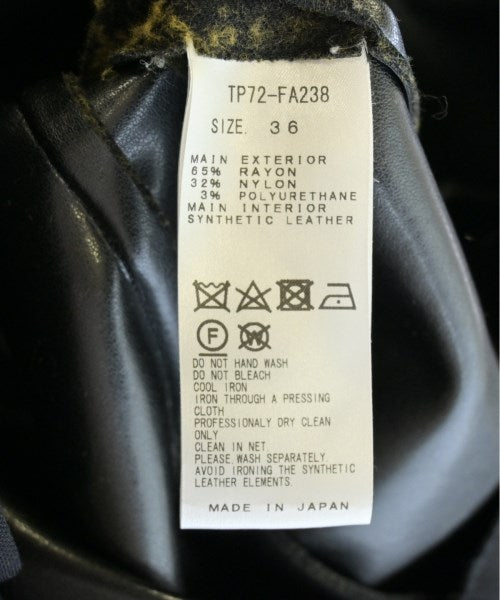 TP72-FA238
SIZE. 36
MAIN EXTERIOR
65% RAYON
32% NYLON
3% POLYURETHANE
MAIN INTERIOR
SYNTHETIC LEATHER
F W
DO NOT HAND WASH
DO NOT BLEACH
COOL IRON
IRON THROUGH A PRESSING
CLOTH
PROFESSIONALY DRY CLEAN
ONLY
CLEAN IN NET.
PLEASE WASH SEPARATELY.
AVOID IRONING THE SYNTHETIC
LEATHER ELEMENTS.
MADE IN JAPAN